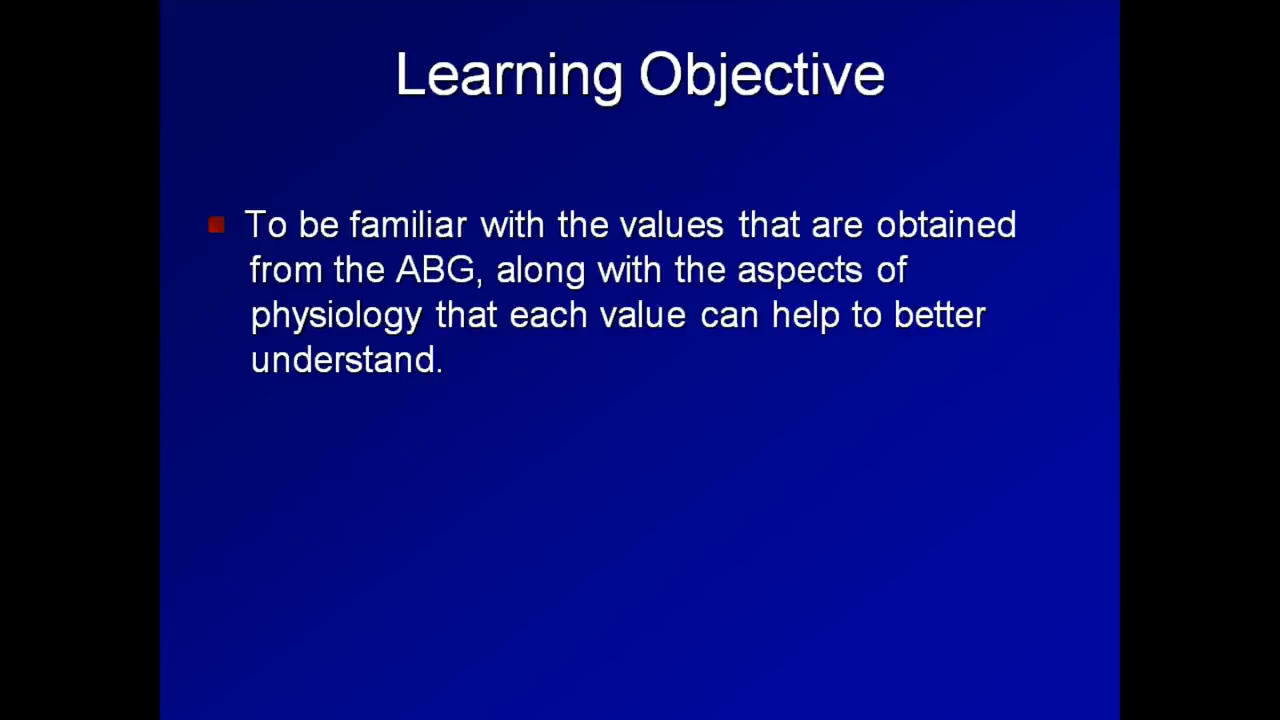 Learning Objective
To be familiar with the values that are obtained
from the ABG, along with the aspects of
physiology that each value can help to better
understand.